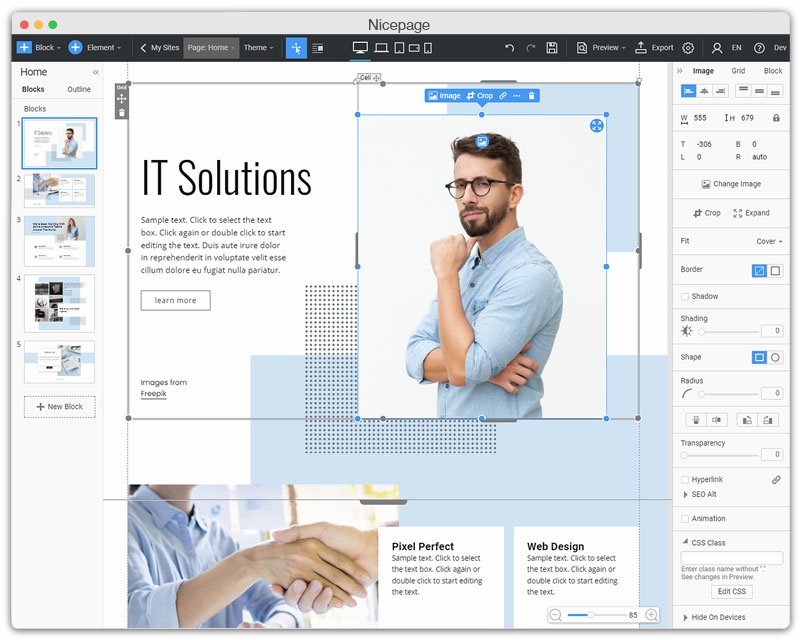 Nicepage
Block
Element
My Sites
Page: Home
Theme
Preview
Export
EN
Dev
Home
«
Blocks
Outline
Blocks
1
IT Solutions
2
3
4
5
New Block
Grid
Cell
Image
Crop
IT Solutions
Sample text. Click to select the text
box. Click again or double click to start
editing the text. Duis aute irure dolor
in reprehenderit in voluptate velit esse
cillum dolore eu fugiat nulla pariatur.
learn more
Images from
Freepik
Pixel Perfect
Sample text. Click to select
the text box. Click again or
double click to start editing
the text.
Web Design
Sample text. Click to select
the text box. Click again or
double click to start editing
the text.
85
» Image Grid Block
W 555 H 679
T -306 B 0
L 0 R auto
Change Image
Crop Expand
Fit Cover
Border
Shadow
Shading
0
Shape
Radius
0
Transparency
0
Hyperlink
SEO Alt
Animation
CSS Class
Enter class name without "."
See changes in Preview.
Edit CSS
Hide On Devices